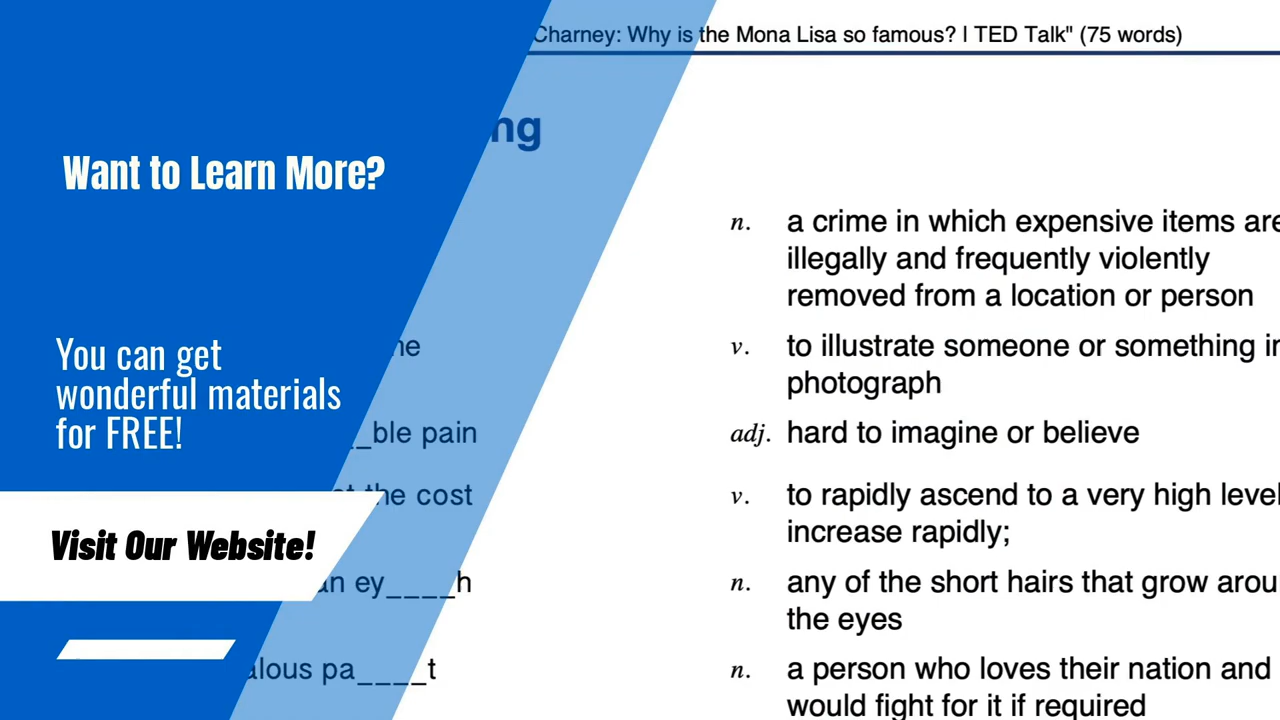 Charney: Why is the Mona Lisa so famous? | TED Talk" (75 words)
Want to Learn More?
You can get
wonderful materials
for FREE!
Visit Our Website!
ng
n. a crime in which expensive items are
illegally and frequently violently
removed from a location or person
he
v. to illustrate someone or something in
photograph
__ble pain
adj. hard to imagine or believe
the cost
v. to rapidly ascend to a very high level
increase rapidly;
an ey____h
n. any of the short hairs that grow arou
the eyes
alous pa____t
n. a person who loves their nation and
would fight for it if required